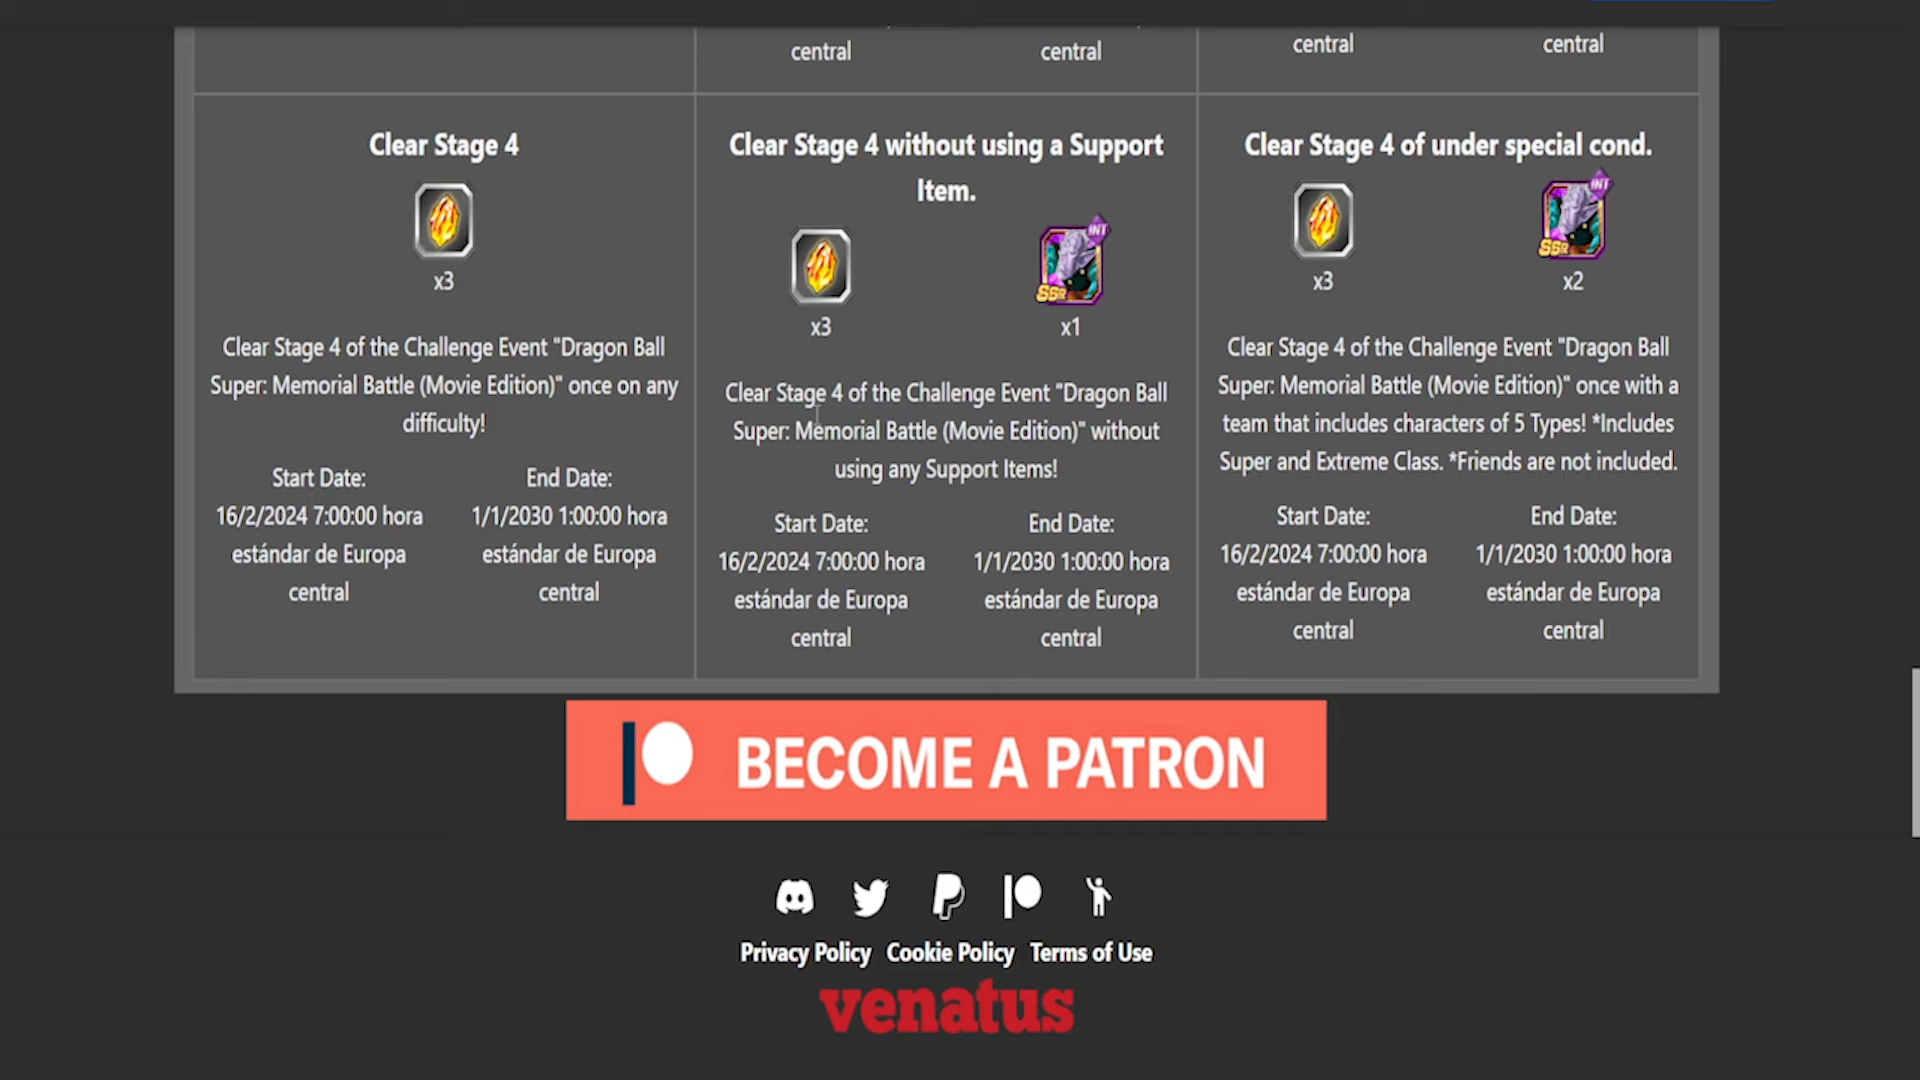 central
central
central
central
Clear Stage 4
x3
Clear Stage 4 of the Challenge Event "Dragon Ball
Super: Memorial Battle (Movie Edition)" once on any
difficulty!
Start Date:
16/2/2024 7:00:00 hora
estándar de Europa
central
End Date:
1/1/2030 1:00:00 hora
estándar de Europa
central
Clear Stage 4 without using a Support
Item.
x3
INT
SSR
x1
Clear Stage 4 of the Challenge Event "Dragon Ball
Super: Memorial Battle (Movie Edition)" without
using any Support Items!
Start Date:
16/2/2024 7:00:00 hora
estándar de Europa
central
End Date:
1/1/2030 1:00:00 hora
estándar de Europa
central
Clear Stage 4 of under special cond.
x3
INT
SSR
x2
Clear Stage 4 of the Challenge Event "Dragon Ball
Super: Memorial Battle (Movie Edition)" once with a
team that includes characters of 5 Types! *Includes
Super and Extreme Class. *Friends are not included.
Start Date:
16/2/2024 7:00:00 hora
estándar de Europa
central
End Date:
1/1/2030 1:00:00 hora
estándar de Europa
central
BECOME A PATRON
Privacy Policy Cookie Policy Terms of Use
venatus